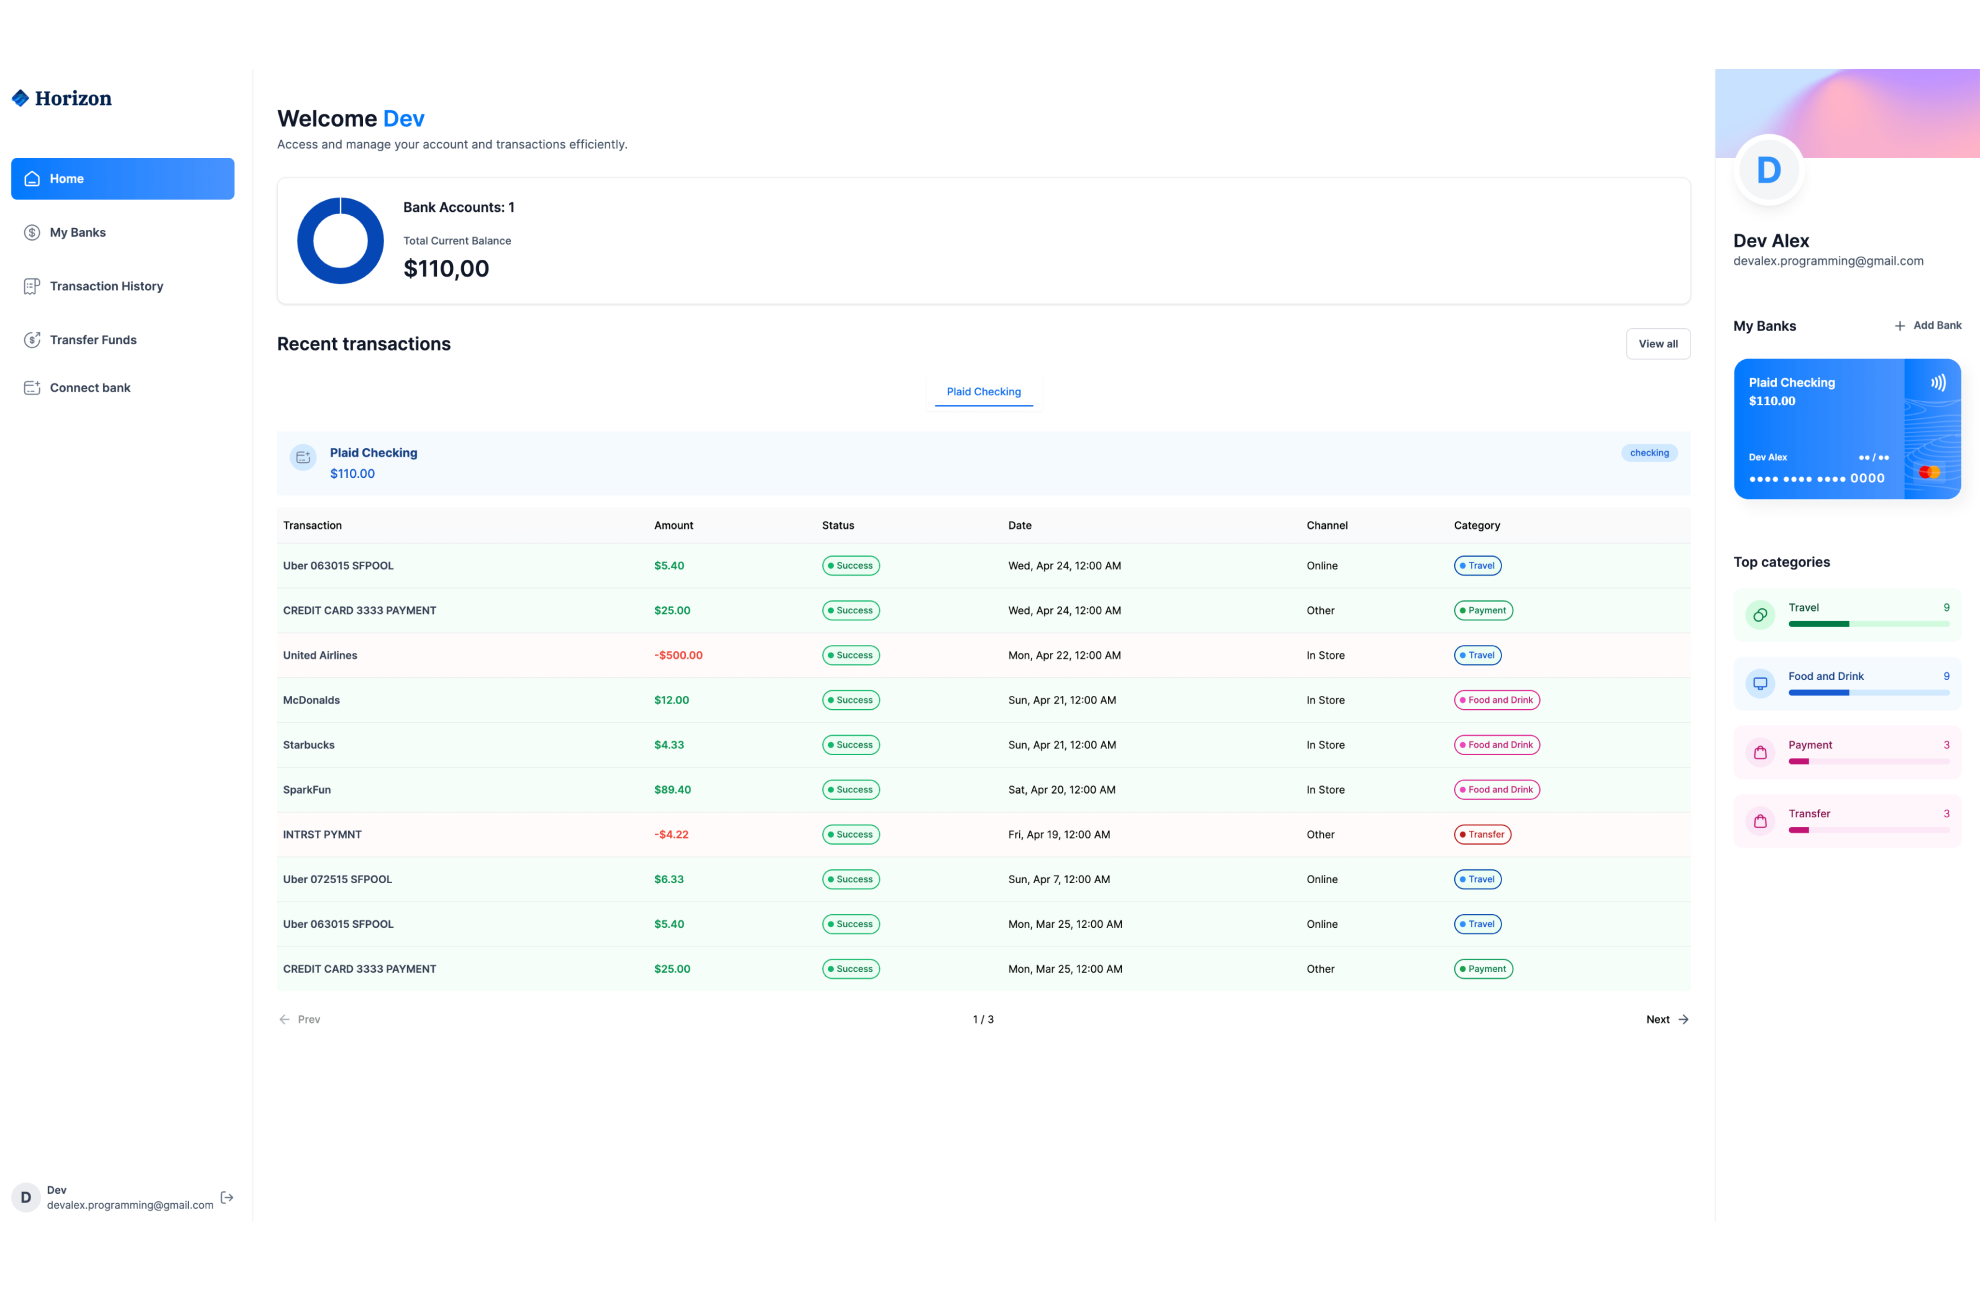 Horizon
Home
My Banks
Transaction History
Transfer Funds
Connect bank
D
Dev
devalex.programming@gmail.com
Welcome Dev
Access and manage your account and transactions efficiently.
Bank Accounts: 1
Total Current Balance
$110,00
Recent transactions
View all
Plaid Checking
Plaid Checking
$110.00
checking
Transaction Amount Status Date Channel Category
Uber 063015 SFPOOL $5.40 Success Wed, Apr 24, 12:00 AM Online Travel
CREDIT CARD 3333 PAYMENT $25.00 Success Wed, Apr 24, 12:00 AM Other Payment
United Airlines -$500.00 Success Mon, Apr 22, 12:00 AM In Store Travel
McDonalds $12.00 Success Sun, Apr 21, 12:00 AM In Store Food and Drink
Starbucks $4.33 Success Sun, Apr 21, 12:00 AM In Store Food and Drink
SparkFun $89.40 Success Sat, Apr 20, 12:00 AM In Store Food and Drink
INTRST PYMNT -$4.22 Success Fri, Apr 19, 12:00 AM Other Transfer
Uber 072515 SFPOOL $6.33 Success Sun, Apr 7, 12:00 AM Online Travel
Uber 063015 SFPOOL $5.40 Success Mon, Mar 25, 12:00 AM Online Travel
CREDIT CARD 3333 PAYMENT $25.00 Success Mon, Mar 25, 12:00 AM Other Payment
Prev 1 / 3 Next
D
Dev Alex
devalex.programming@gmail.com
My Banks + Add Bank
Plaid Checking
$110.00
Dev Alex ●● / ●●
●●●● ●●●● ●●●● 0000
Top categories
Travel 9
Food and Drink 9
Payment 3
Transfer 3